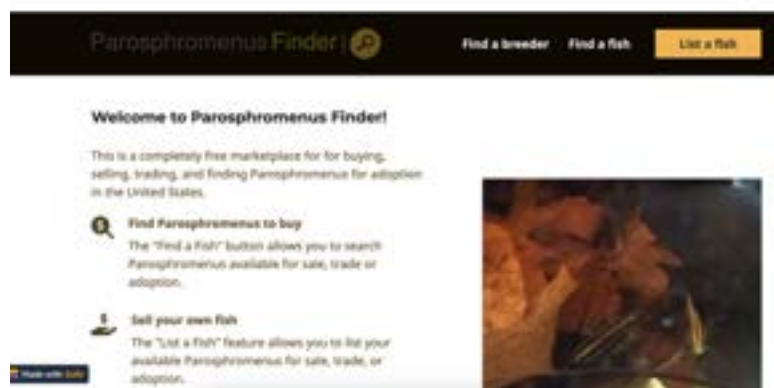 Parosphromenus Finder
Find a breeder
Find a fish
List a fish
Welcome to Parosphromenus Finder!
This is a completely free marketplace for for buying,
selling, trading, and finding Parosphromenus for adoption
in the United States.
Find Parosphromenus to buy
The "Find a Fish" button allows you to search
Parosphromenus available for sale, trade or
adoption.
Sell your own fish
The "List a Fish" feature allows you to list your
available Parosphromenus for sale, trade, or
adoption.
Made with